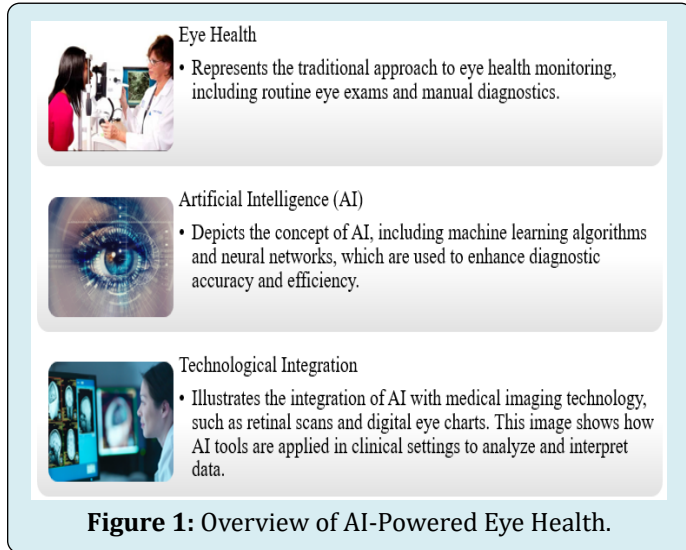 Eye Health
• Represents the traditional approach to eye health monitoring,
including routine eye exams and manual diagnostics.
Artificial Intelligence (AI)
• Depicts the concept of AI, including machine learning algorithms
and neural networks, which are used to enhance diagnostic
accuracy and efficiency.
Technological Integration
• Illustrates the integration of AI with medical imaging technology,
such as retinal scans and digital eye charts. This image shows how
AI tools are applied in clinical settings to analyze and interpret
data.
Figure 1: Overview of AI-Powered Eye Health.